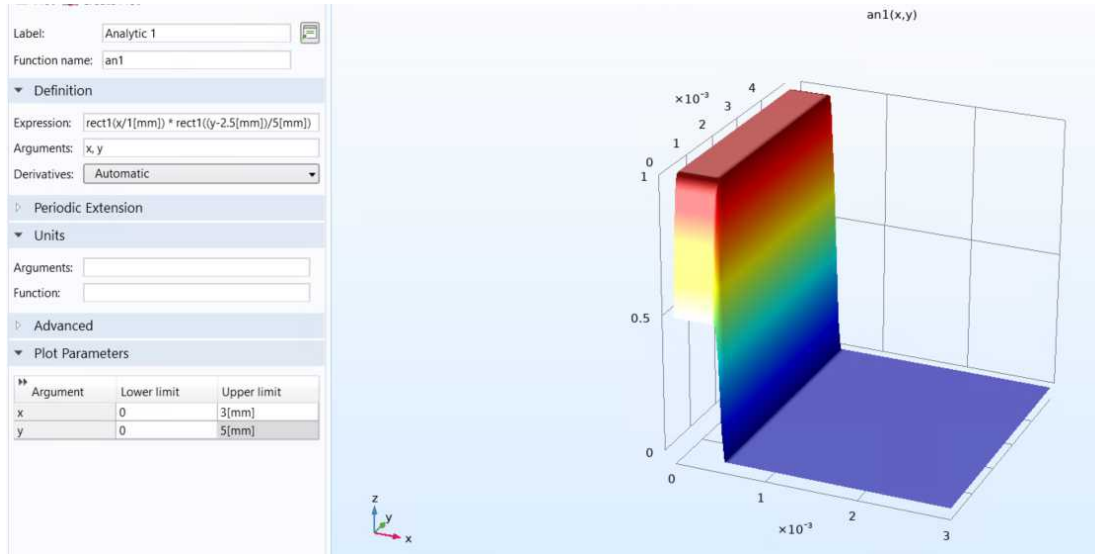 Label: Analytic 1
Function name: an1
Definition
Expression: rect1(x/1[mm]) * rect1((y-2.5[mm])/5[mm])
Arguments: x, y
Derivatives: Automatic
Periodic Extension
Units
Arguments:
Function:
Advanced
Plot Parameters
Argument Lower limit Upper limit
x 0 3[mm]
y 0 5[mm]
an1(x,y)
×10⁻³
4
3
2
1
0
1
0.5
0
0
1
2
3
×10⁻³
z
y
x